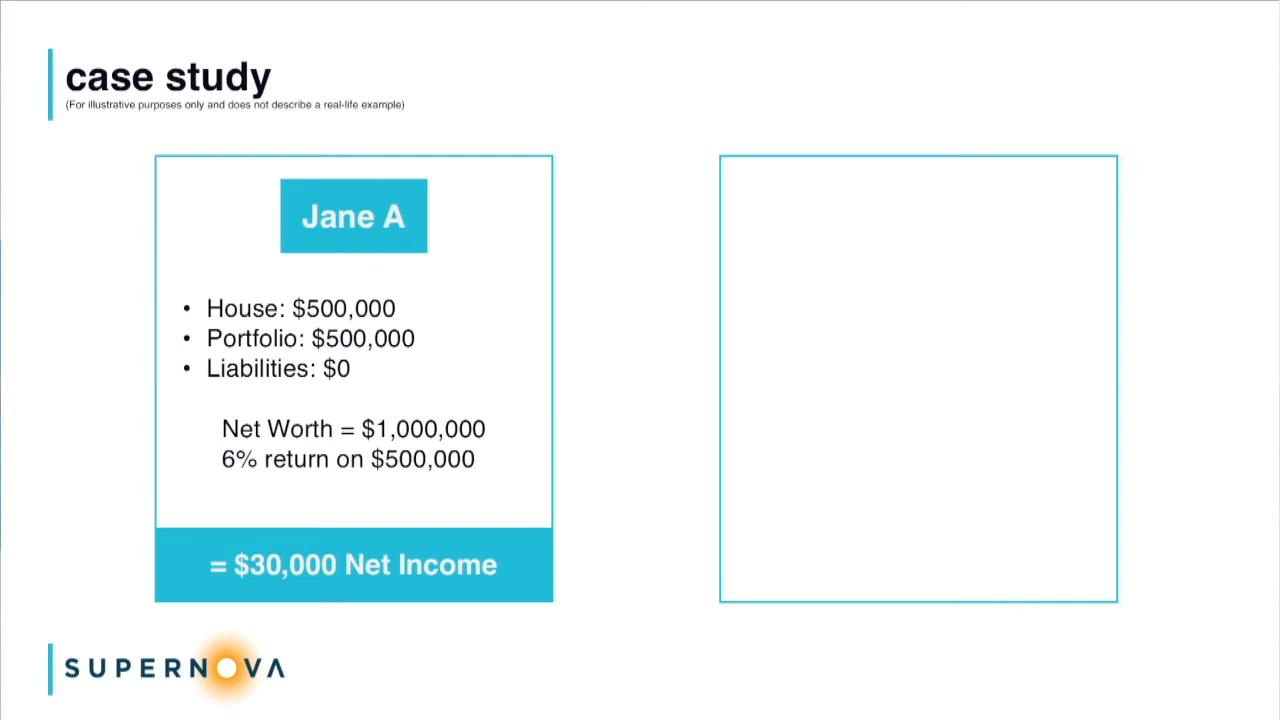 case study
(For illustrative purposes only and does not describe a real-life example)
Jane A
• House: $500,000
• Portfolio: $500,000
• Liabilities: $0
Net Worth = $1,000,000
6% return on $500,000
= $30,000 Net Income
SUPERNOVA